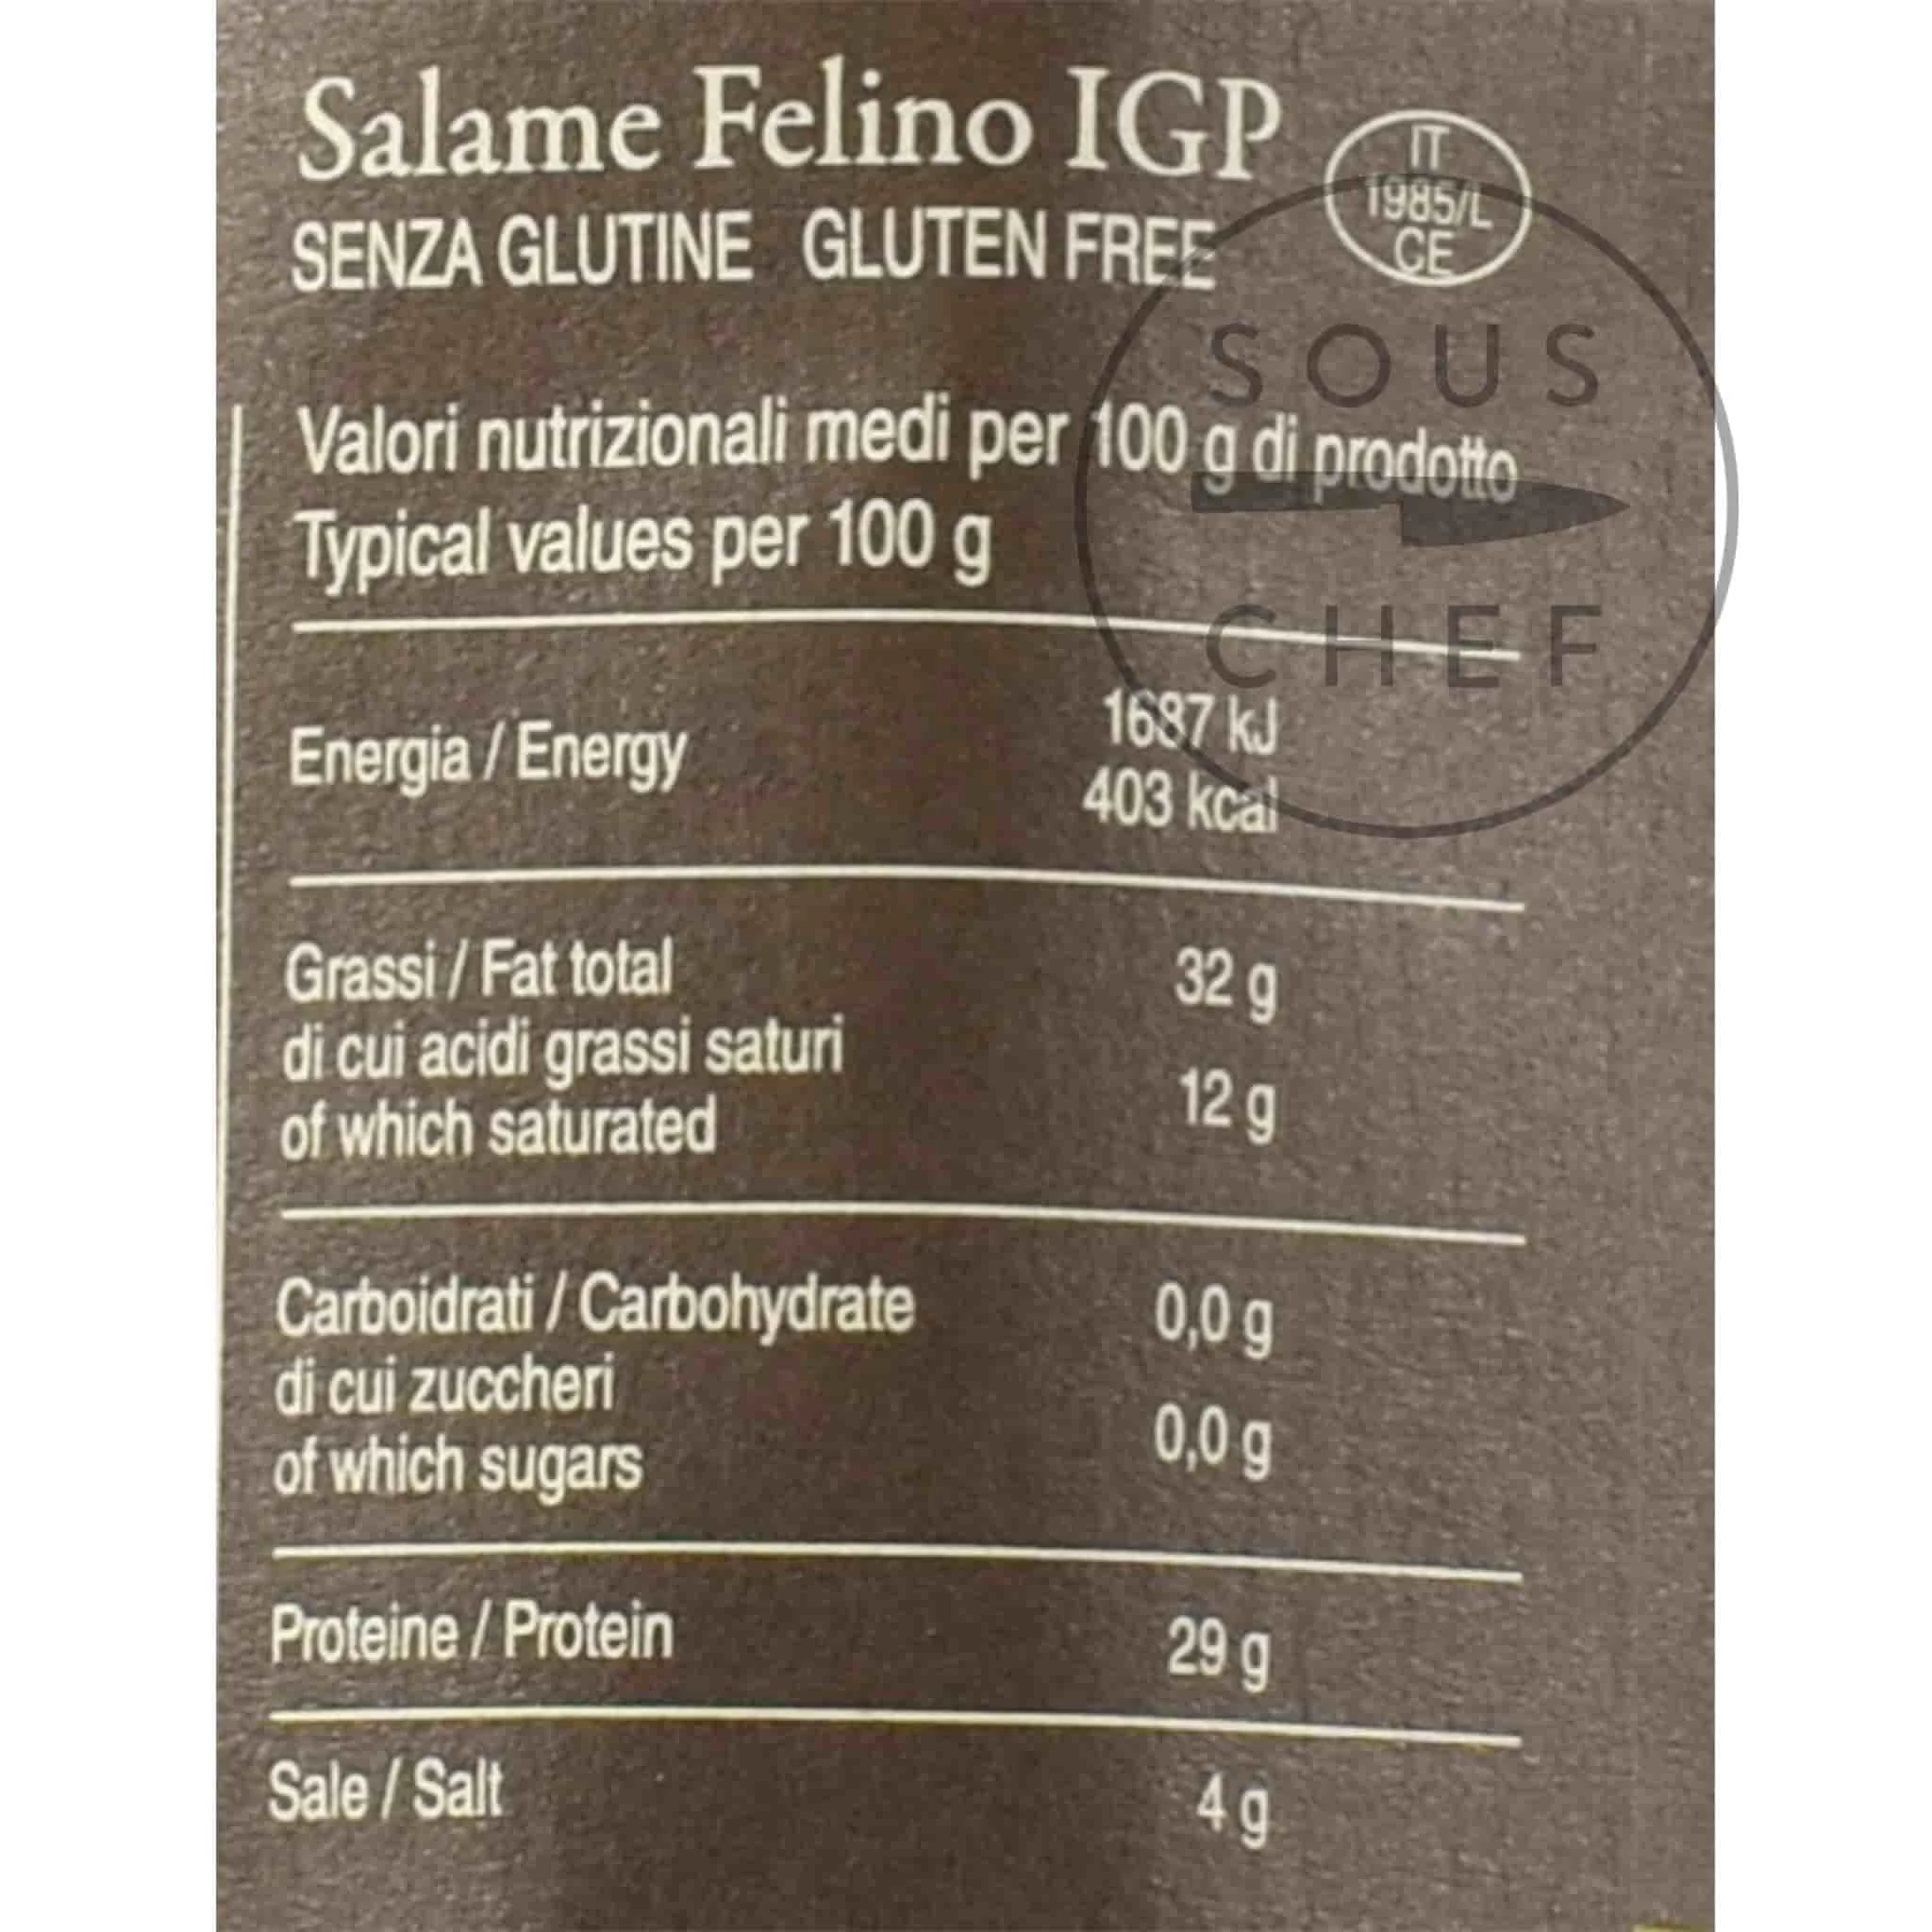 Salame Felino IGP
IT
1985/L
CE
SENZA GLUTINE GLUTEN FREE
SOUS
CHEF
Valori nutrizionali medi per 100 g di prodotto
Typical values per 100 g
Energia / Energy 1687 kJ
403 kcal
Grassi / Fat total 32 g
di cui acidi grassi saturi
of which saturated 12 g
Carboidrati / Carbohydrate 0,0 g
di cui zuccheri
of which sugars 0,0 g
Proteine / Protein 29 g
Sale / Salt 4 g